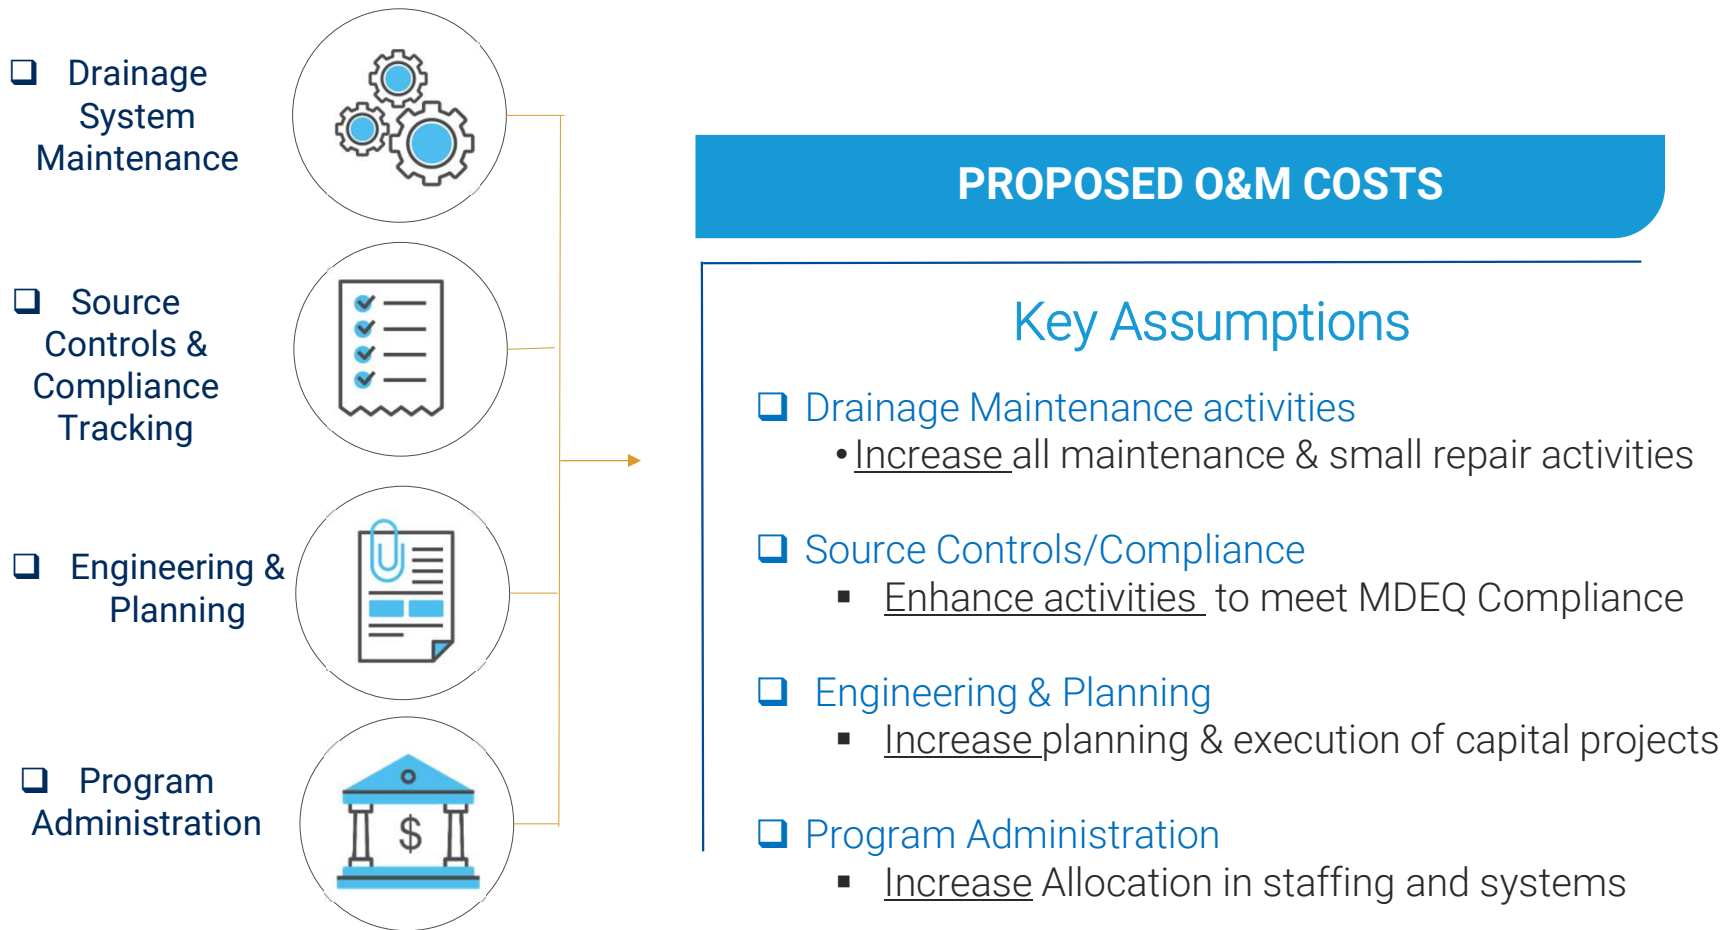 ❑ Drainage
System
Maintenance
❑ Source
Controls &
Compliance
Tracking
❑ Engineering &
Planning
❑ Program
Administration
$
PROPOSED O&M COSTS
Key Assumptions
❑ Drainage Maintenance activities
• Increase all maintenance & small repair activities
❑ Source Controls/Compliance
▪ Enhance activities to meet MDEQ Compliance
❑ Engineering & Planning
▪ Increase planning & execution of capital projects
❑ Program Administration
▪ Increase Allocation in staffing and systems